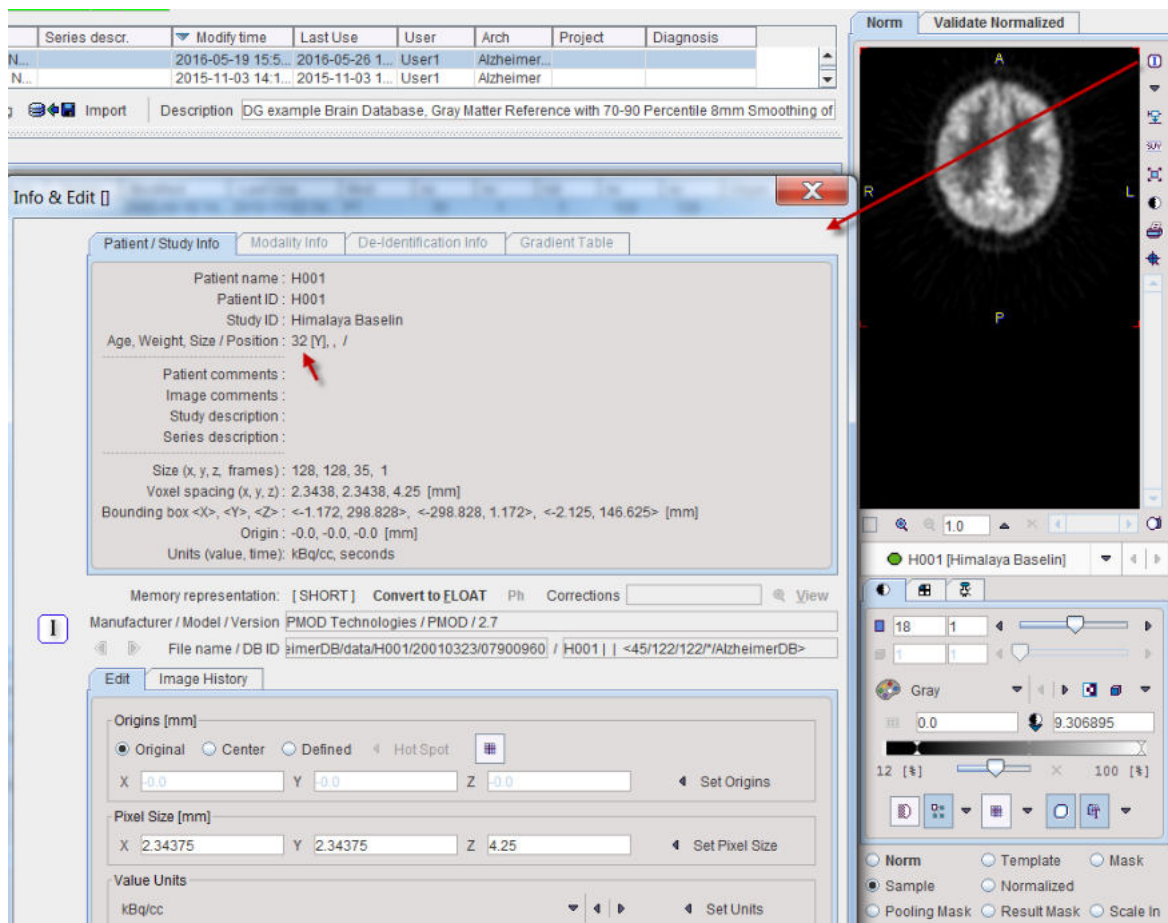 Norm Validate Normalized
Series descr. Modify time Last Use User Arch Project Diagnosis
N... 2016-05-19 15:5... 2016-05-26 1... User1 Alzheimer...
N... 2015-11-03 14:1... 2015-11-03 1... User1 Alzheimer
Import Description DG example Brain Database, Gray Matter Reference with 70-90 Percentile 8mm Smoothing of
A
SUV
R L
P
Info & Edit []
Patient / Study Info Modality Info De-Identification Info Gradient Table
Patient name : H001
Patient ID : H001
Study ID : Himalaya Baselin
Age, Weight, Size / Position : 32 [Y], , /
Patient comments :
Image comments :
Study description :
Series description :
Size (x, y, z, frames) : 128, 128, 35, 1
Voxel spacing (x, y, z) : 2.3438, 2.3438, 4.25 [mm]
Bounding box <X>, <Y>, <Z> : <-1.172, 298.828>, <-298.828, 1.172>, <-2.125, 146.625> [mm]
Origin : -0.0, -0.0, -0.0 [mm]
Units (value, time): kBq/cc, seconds
1.0
H001 [Himalaya Baselin]
Memory representation: [ SHORT ] Convert to FLOAT Ph Corrections View
I Manufacturer / Model / Version PMOD Technologies / PMOD / 2.7
File name / DB ID eimerDB/data/H001/20010323/07900960 / H001 | | <45/122/122/*/AlzheimerDB>
18 1
1 1
Gray
0.0 9.306895
12 [%] 100 [%]
Edit Image History
Origins [mm]
Original Center Defined Hot Spot
X -0.0 Y -0.0 Z -0.0 Set Origins
Pixel Size [mm]
X 2.34375 Y 2.34375 Z 4.25 Set Pixel Size
Value Units
kBq/cc Set Units
Norm Template Mask
Sample Normalized
Pooling Mask Result Mask Scale In